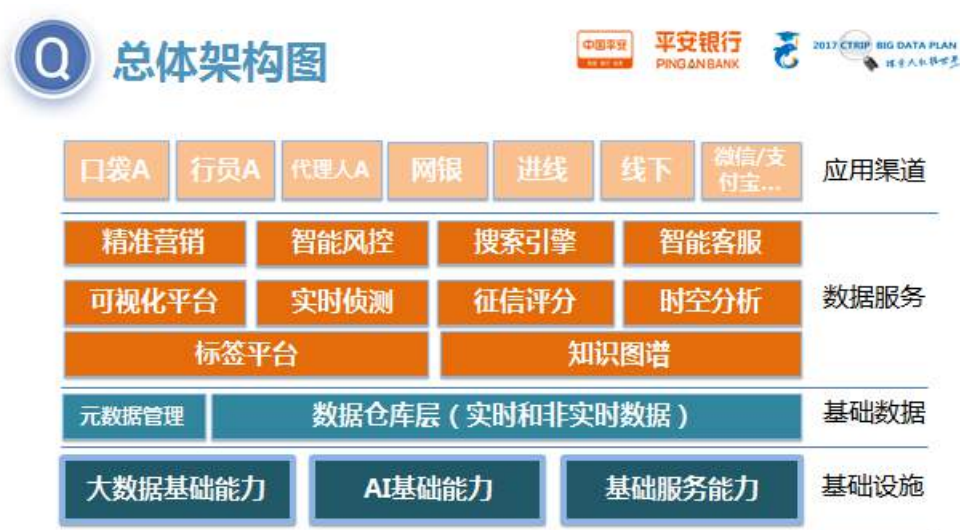 Q 总体架构图
中国平安
平安银行
PING AN BANK
2017 CTRIP BIG DATA PLAN
口袋A 行员A 代理人A 网银 进线 线下 微信/支
付宝...
应用渠道
精准营销 智能风控 搜索引擎 智能客服
可视化平台 实时侦测 征信评分 时空分析
数据服务
标签平台 知识图谱
元数据管理 数据仓库层(实时和非实时数据) 基础数据
大数据基础能力 AI基础能力 基础服务能力 基础设施